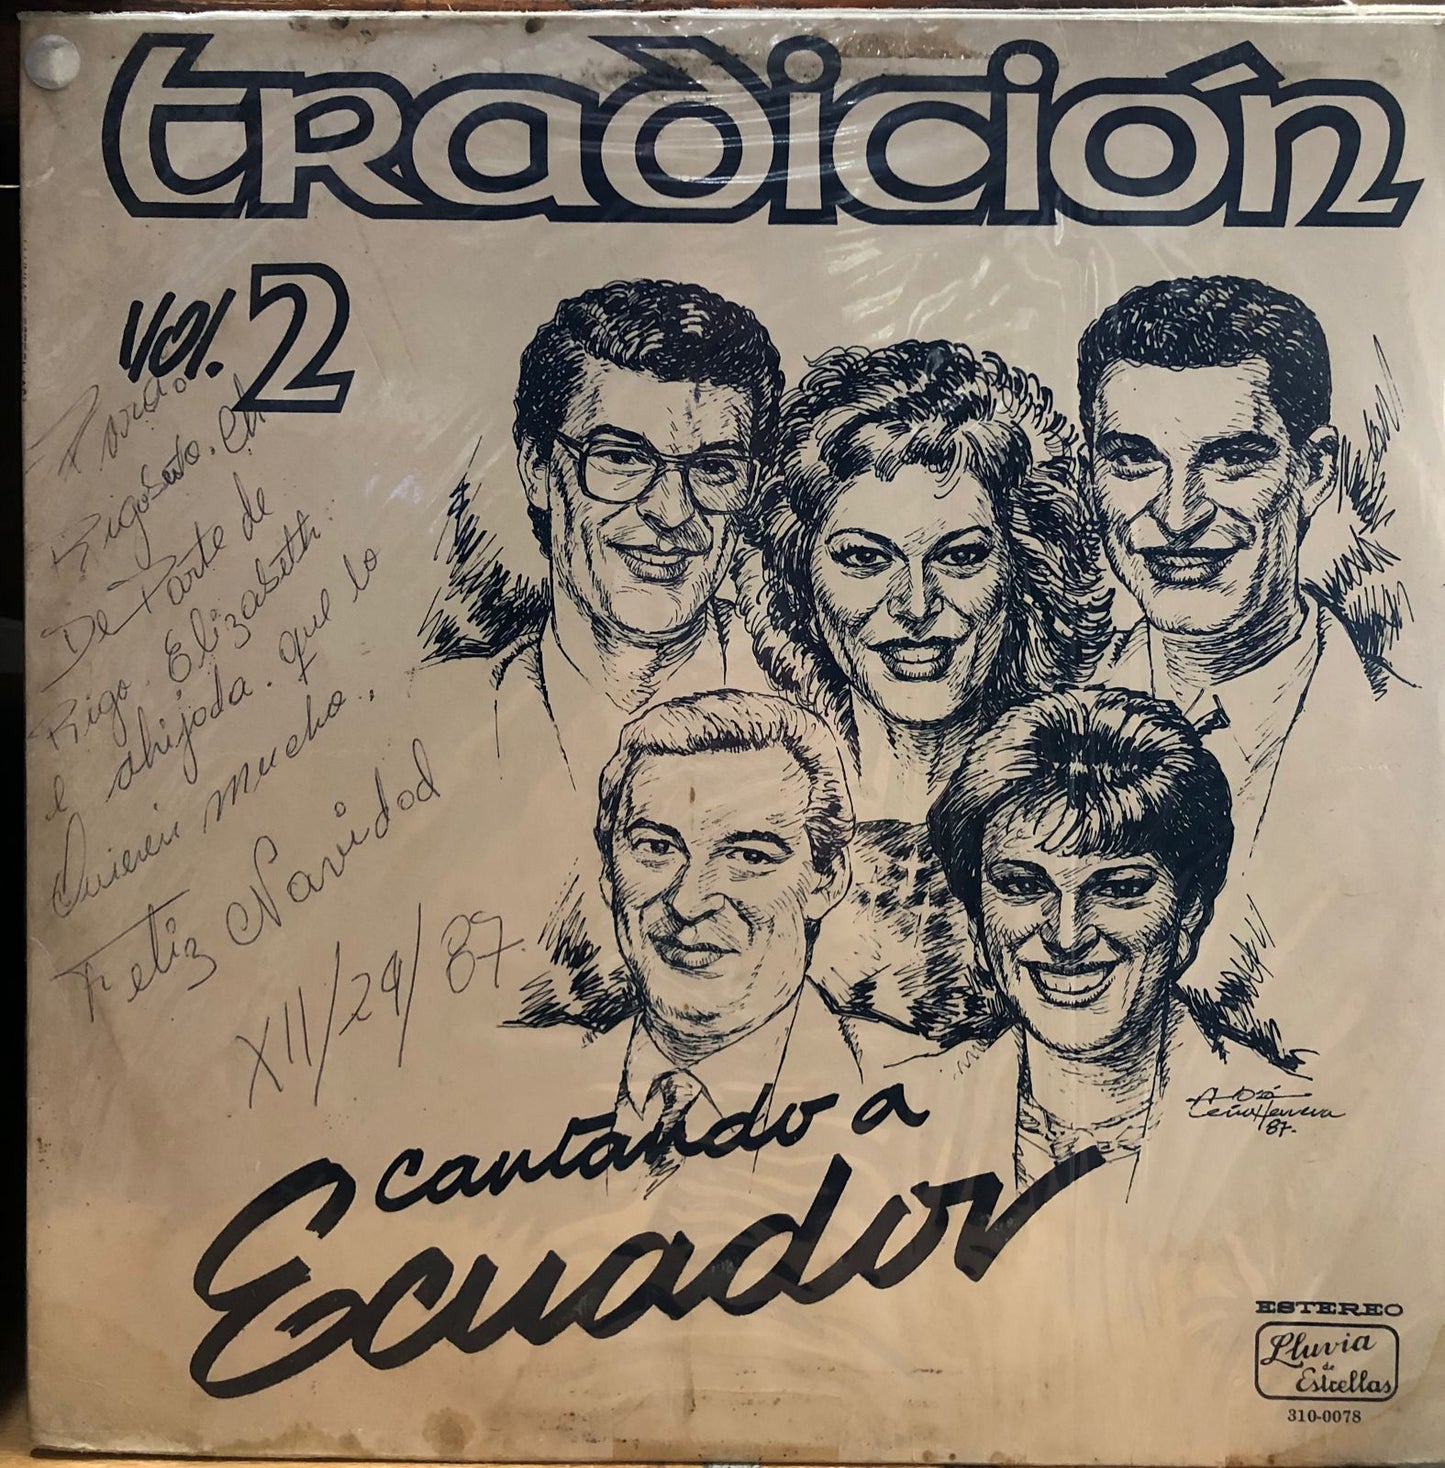 tradición
Vol. 2
Para
Rigoberto. Ch
De Parte de
Rigo. Elizabeth.
e ahijada. que lo
Quieren mucho.,
Feliz Navidad
XII/24/87.
cantando a
Ecuador
87-
ESTEREO
Lluvia
de
Estrellas
310-0078